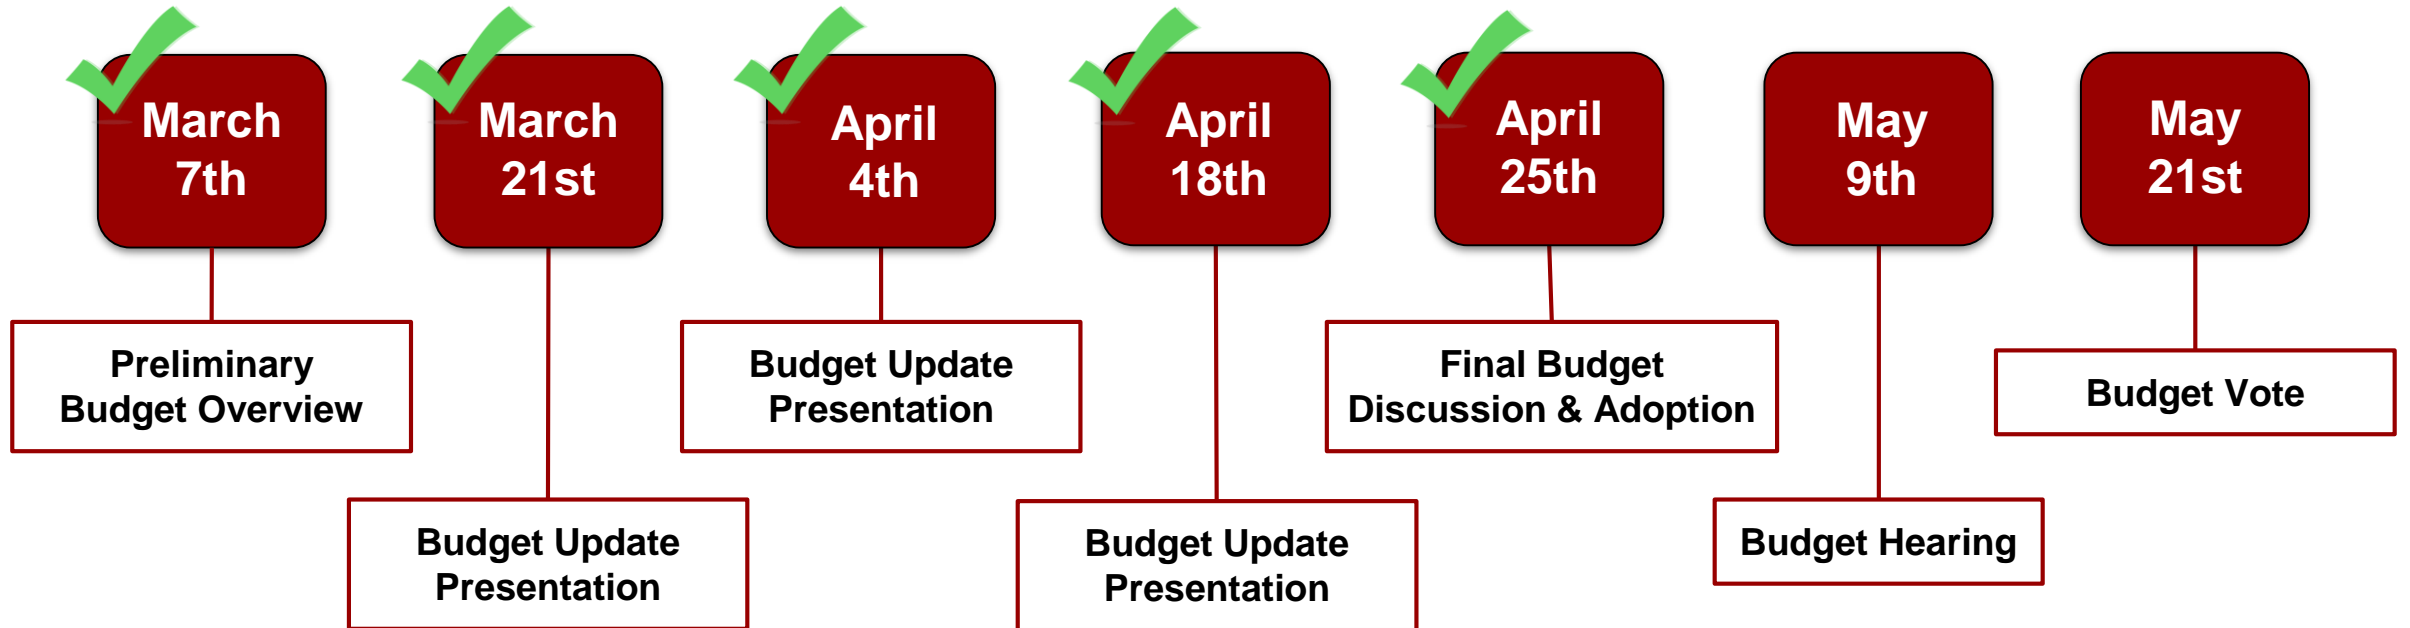 March
7th
March
21st
April
4th
April
18th
April
25th
May
9th
May
21st
Preliminary
Budget Overview
Budget Update
Presentation
Budget Update
Presentation
Budget Update
Presentation
Final Budget
Discussion & Adoption
Budget Hearing
Budget Vote